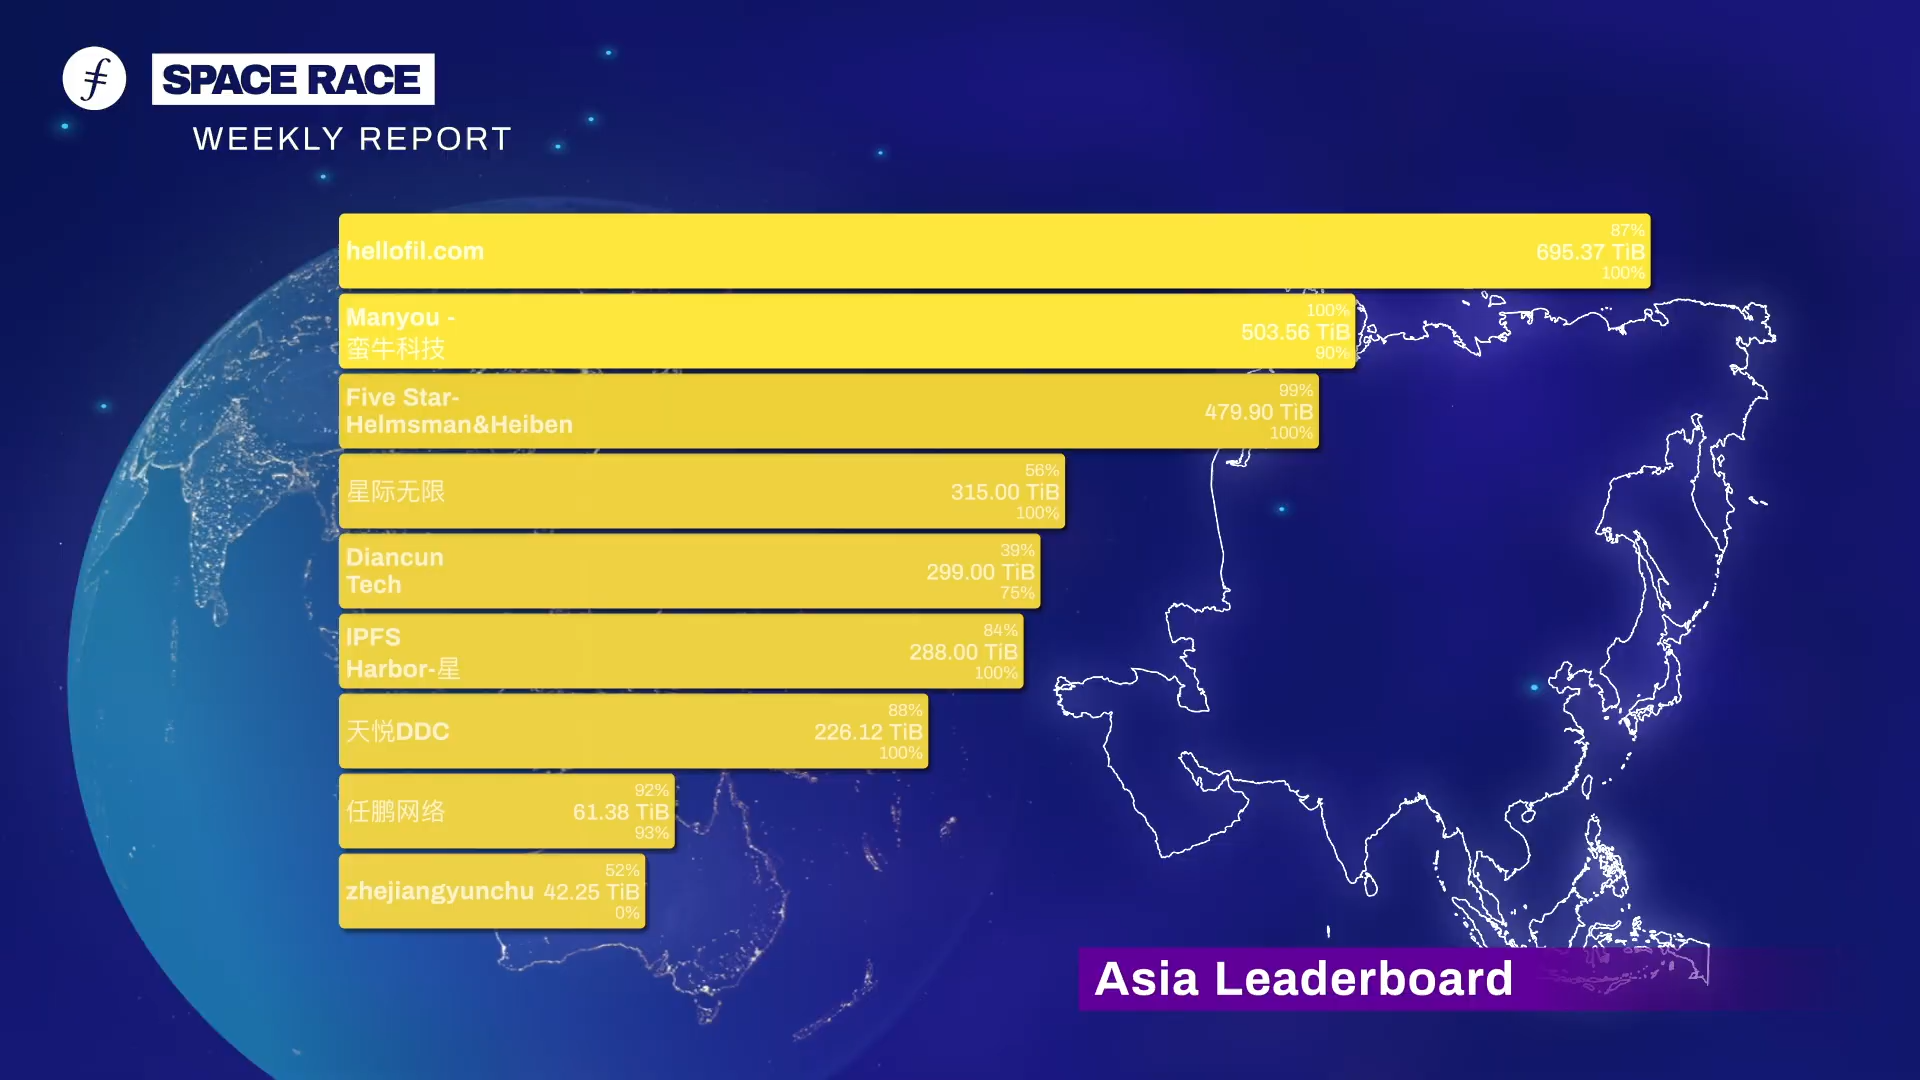 SPACE RACE
WEEKLY REPORT
hellofil.com
87%
695.37 TiB
100%
Manyou -
蛮牛科技
100%
503.56 TiB
90%
Five Star-
Helmsman&Heiben
99%
479.90 TiB
100%
星际无限
56%
315.00 TiB
100%
Diancun
Tech
39%
299.00 TiB
75%
IPFS
Harbor-星
84%
288.00 TiB
100%
天悦DDC
88%
226.12 TiB
100%
任鹏网络
92%
61.38 TiB
93%
zhejiangyunchu
52%
42.25 TiB
0%
Asia Leaderboard